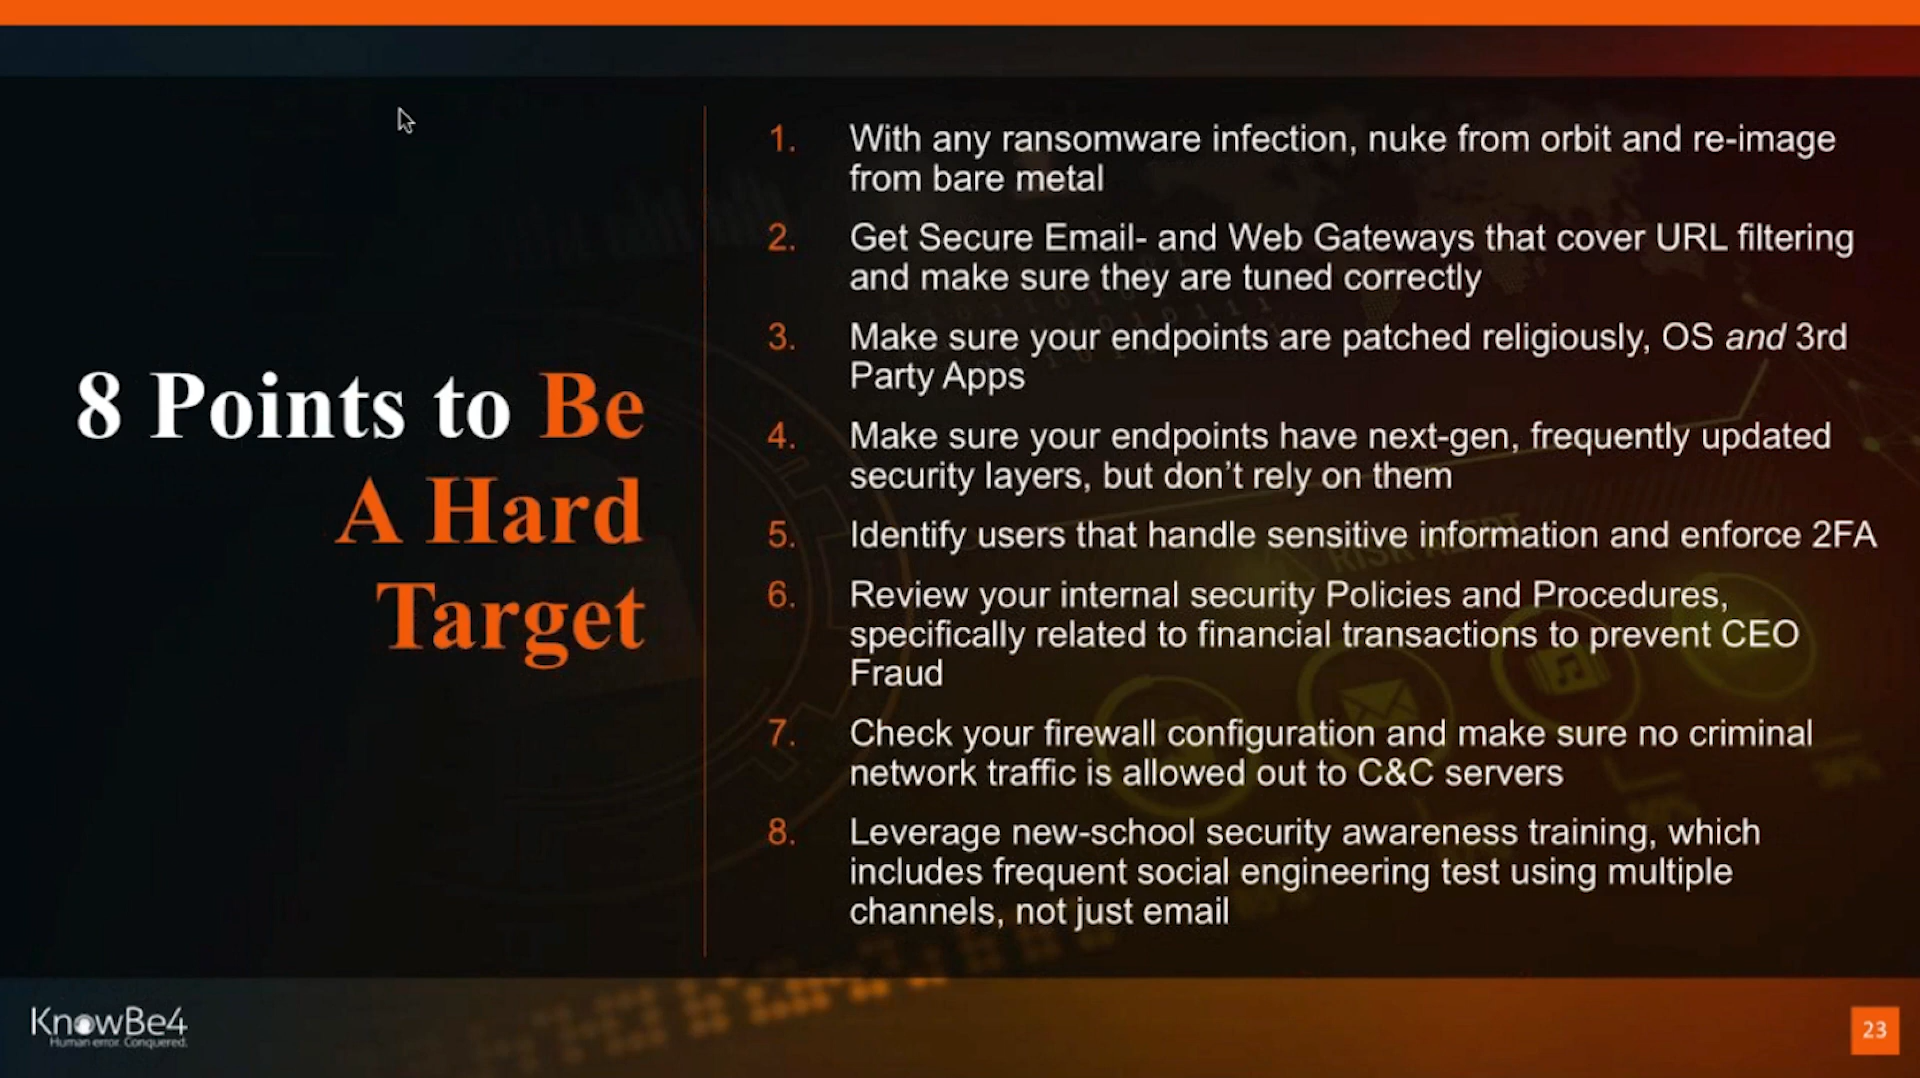 8 Points to Be
A Hard
Target
1. With any ransomware infection, nuke from orbit and re-image
from bare metal
2. Get Secure Email- and Web Gateways that cover URL filtering
and make sure they are tuned correctly
3. Make sure your endpoints are patched religiously, OS and 3rd
Party Apps
4. Make sure your endpoints have next-gen, frequently updated
security layers, but don’t rely on them
5. Identify users that handle sensitive information and enforce 2FA
6. Review your internal security Policies and Procedures,
specifically related to financial transactions to prevent CEO
Fraud
7. Check your firewall configuration and make sure no criminal
network traffic is allowed out to C&C servers
8. Leverage new-school security awareness training, which
includes frequent social engineering test using multiple
channels, not just email
RISK ALERT
KnowBe4
Human error. Conquered.
23